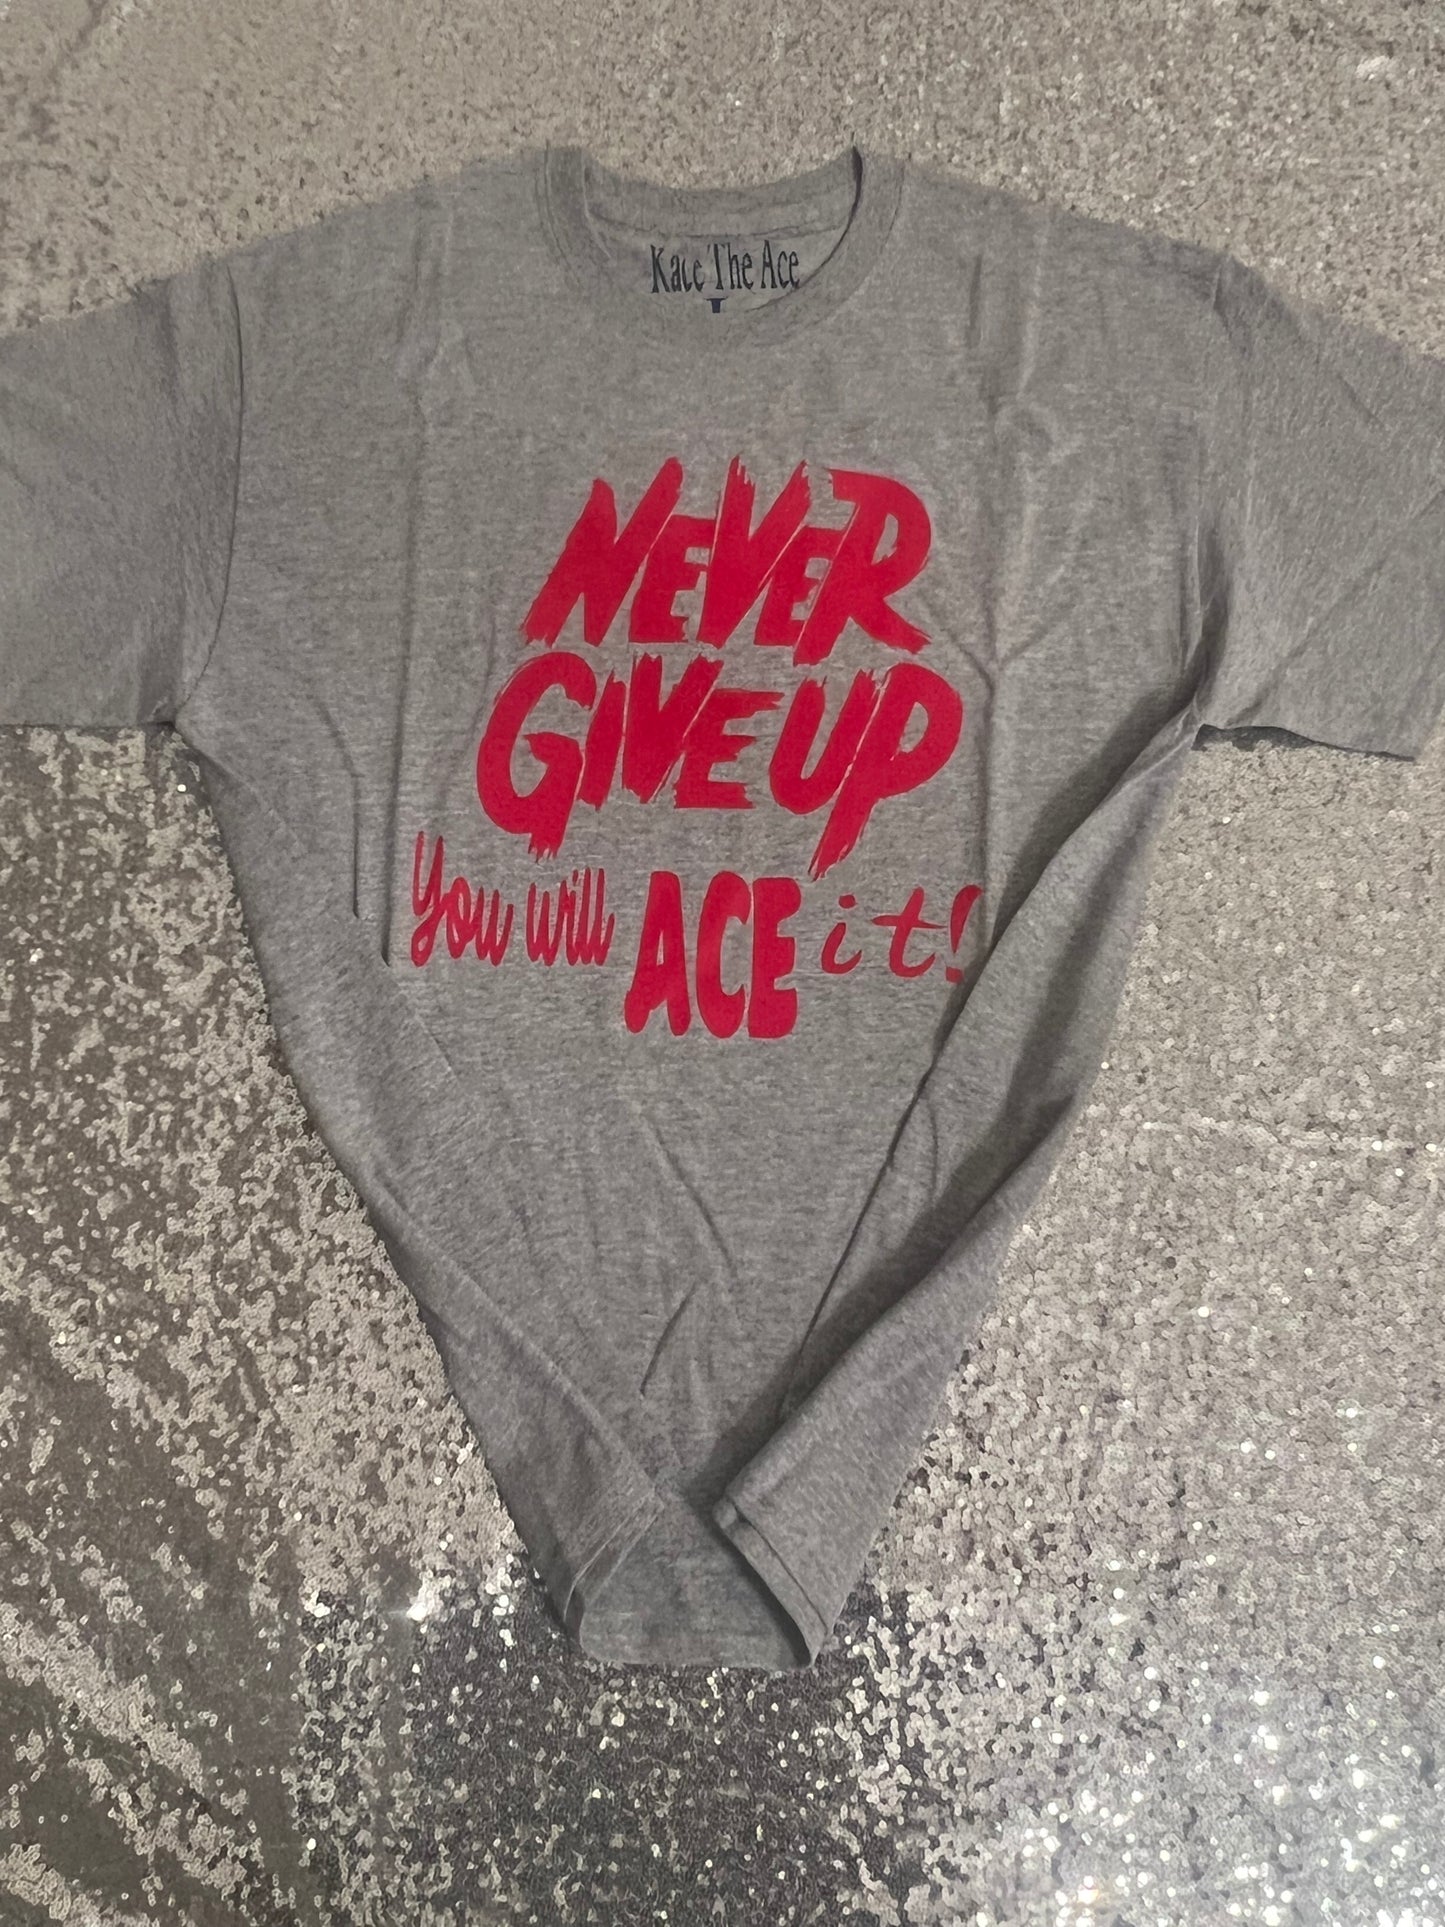 Kace The Ace
L
NEVER
GIVE UP
You will ACE it!